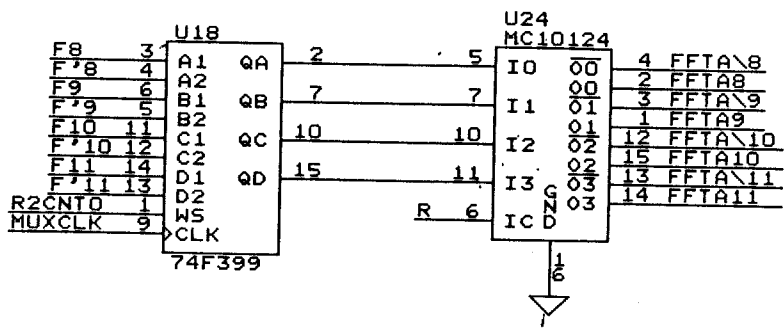 U18
F8 3 A1 QA 2
F'8 4 A2
F9 6 B1 QB 7
F'9 5 B2
F10 11 C1 QC 10
F'10 12 C2
F11 14 D1 QD 15
F'11 13 D2
R2CNT0 1 WS
MUXCLK 9 CLK
74F399
U24
MC10124
5 I0 O0 4 FFTA\8
O0 2 FFTA8
7 I1 O1 3 FFTA\9
O1 1 FFTA9
10 I2 O2 12 FFTA\10
O2 15 FFTA10
11 I3 O3 13 FFTA\11
O3 14 FFTA11
R 6 IC GND
16